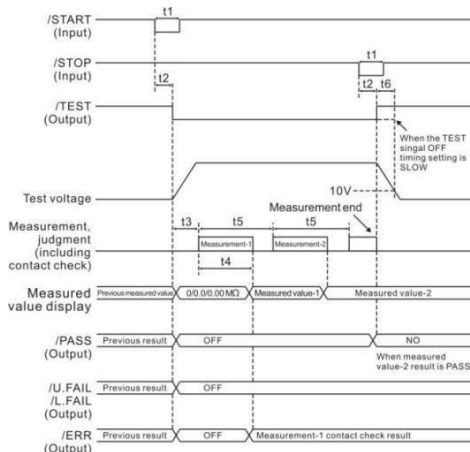 /START
(Input)
t1
/STOP
(Input)
t1
t2
t2
t6
/TEST
(Output)
When the TEST
singal OFF
timing setting is
SLOW
Test voltage
10V
Measurement end
Measurement,
judgment
(including
contact check)
t3
t5
t5
Measurement-1
Measurement-2
t4
Measured
value display
Previous measured value
0/0.0/0.00 MΩ
Measured value-1
Measured value-2
/PASS
(Output)
Previous result
OFF
NO
When measured
value-2 result is PASS
/U.FAIL
/L.FAIL
(Output)
Previous result
OFF
/ERR
(Output)
Previous result
OFF
Measurement-1 contact check result